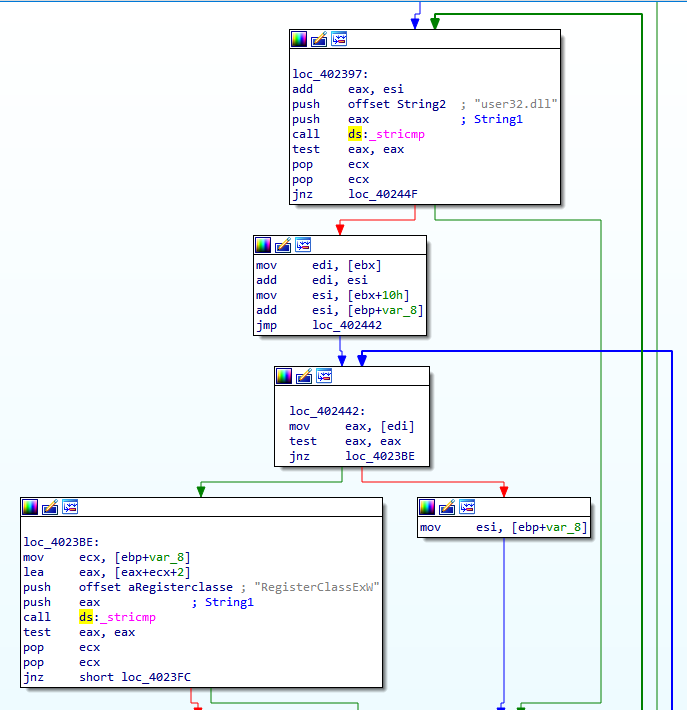 loc_402397:
add eax, esi
push offset String2 ; "user32.dll"
push eax ; String1
call ds:_stricmp
test eax, eax
pop ecx
pop ecx
jnz loc_40244F
mov edi, [ebx]
add edi, esi
mov esi, [ebx+10h]
add esi, [ebp+var_8]
jmp loc_402442
loc_402442:
mov eax, [edi]
test eax, eax
jnz loc_4023BE
loc_4023BE:
mov ecx, [ebp+var_8]
lea eax, [eax+ecx+2]
push offset aRegisterclasse ; "RegisterClassExW"
push eax ; String1
call ds:_stricmp
test eax, eax
pop ecx
pop ecx
jnz short loc_4023FC
mov esi, [ebp+var_8]